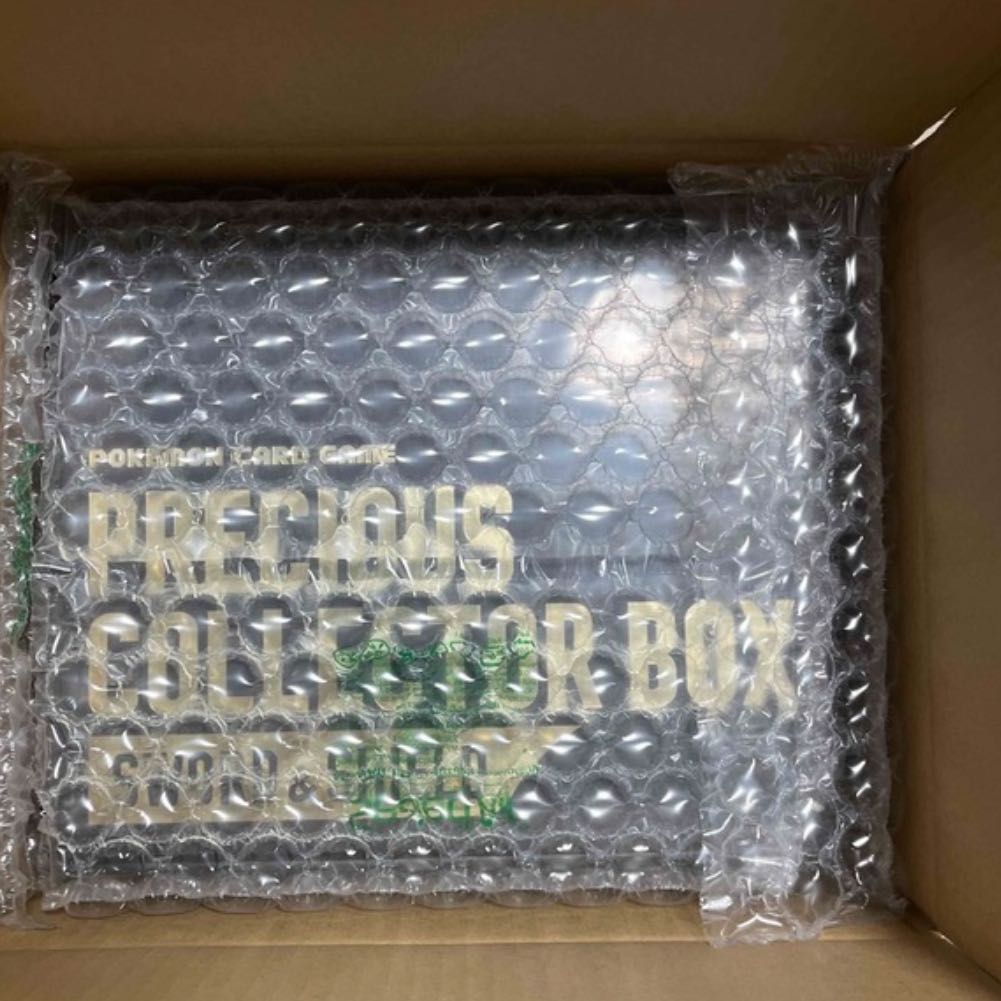 POKÉMON CARD GAME
PRECIOUS
COLLECTOR BOX
SWORD & SHIELD